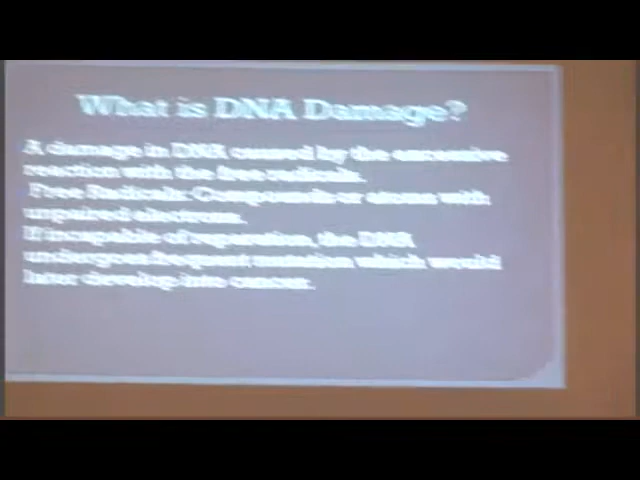 What is DNA Damage?
A damage in DNA caused by the excessive
reaction with the free radicals.
Free Radicals: Compounds or atoms with
unpaired electrons.
If incapable of reparation, the DNA
undergoes frequent mutation which would
later develop into cancer.